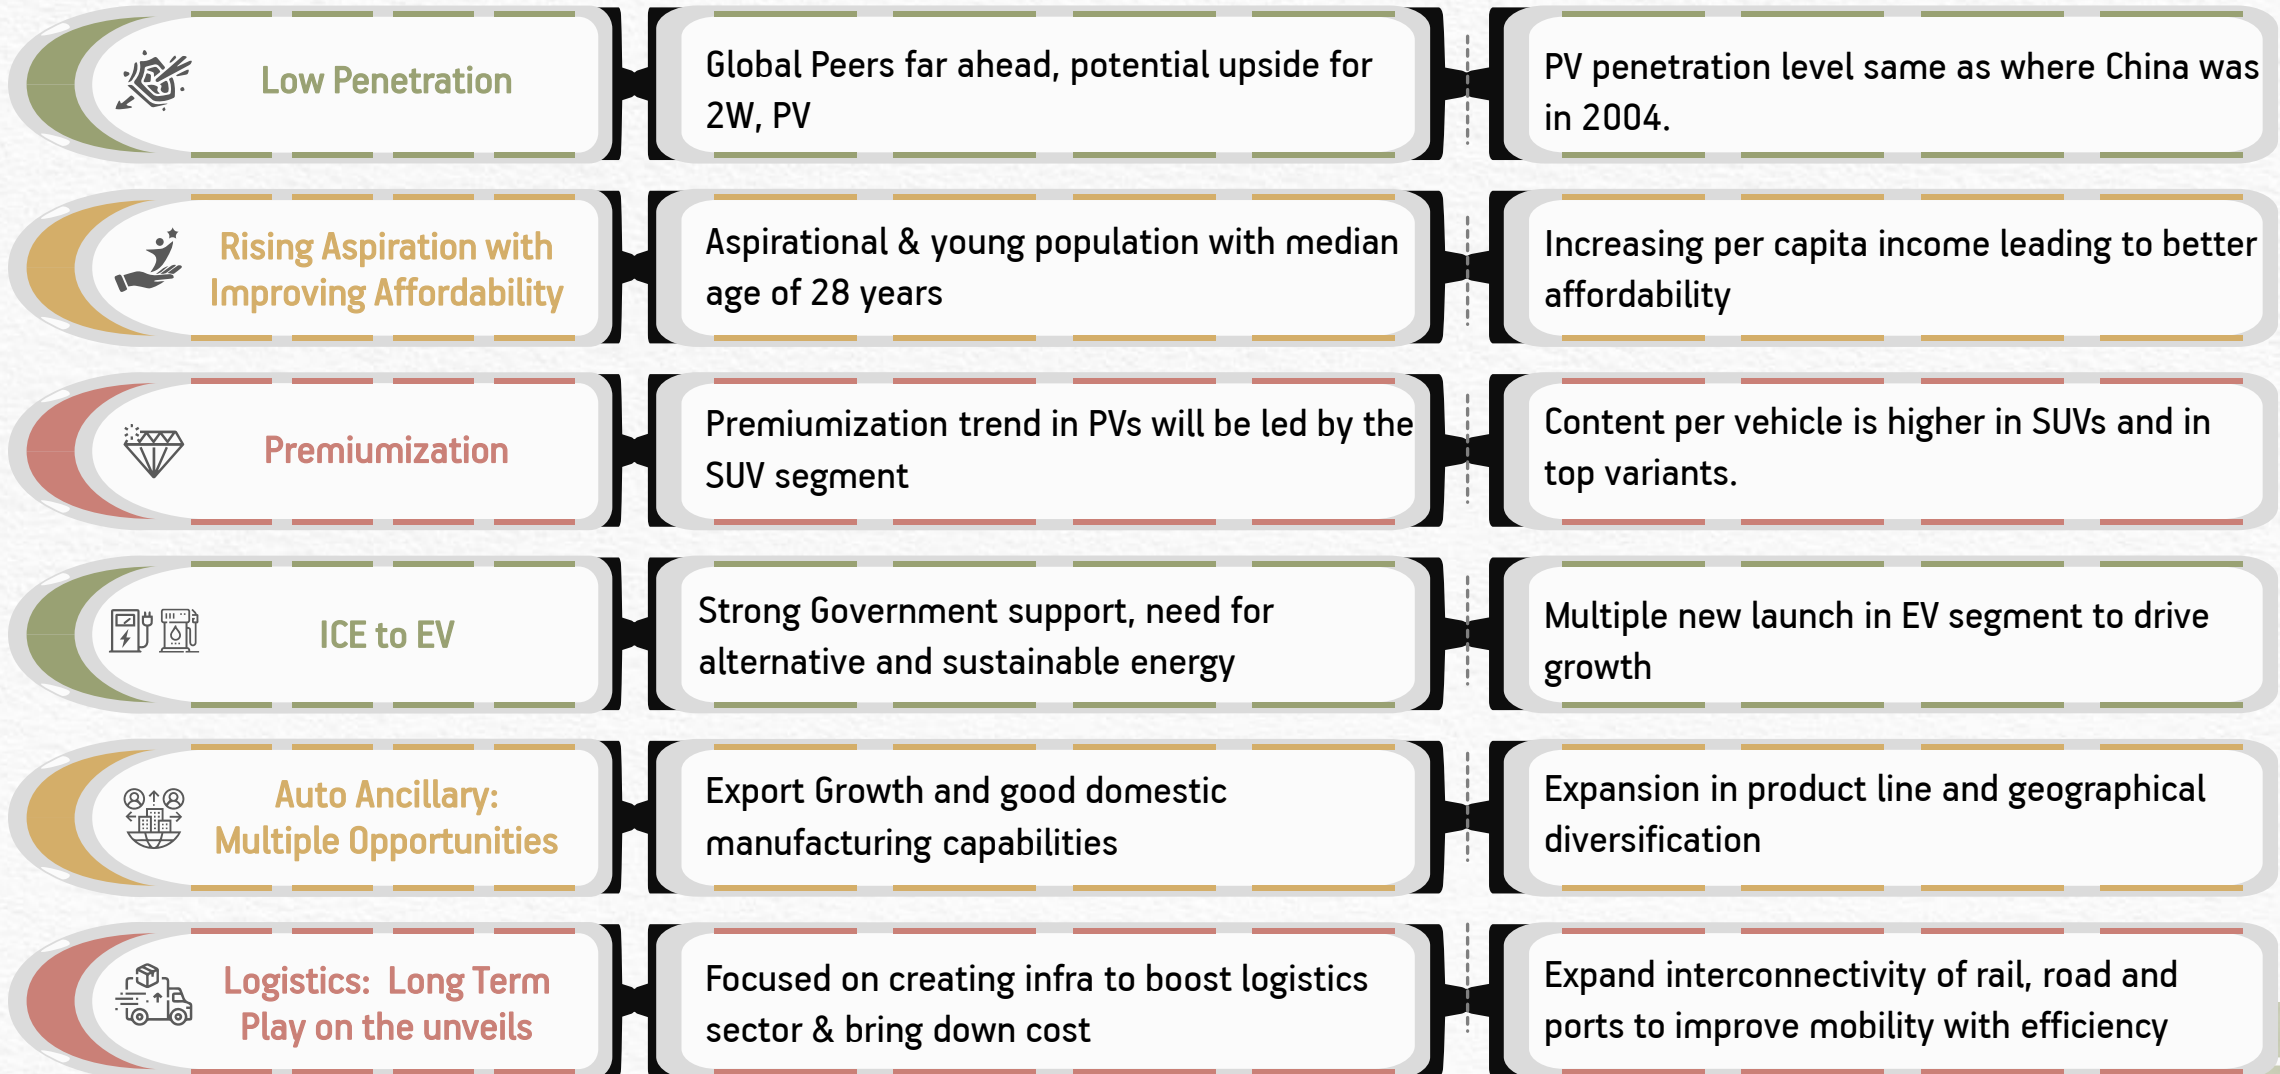 Low Penetration
Global Peers far ahead, potential upside for
2W, PV
PV penetration level same as where China was
in 2004.
Rising Aspiration with
Improving Affordability
Aspirational & young population with median
age of 28 years
Increasing per capita income leading to better
affordability
Premiumization
Premiumization trend in PVs will be led by the
SUV segment
Content per vehicle is higher in SUVs and in
top variants.
ICE to EV
Strong Government support, need for
alternative and sustainable energy
Multiple new launch in EV segment to drive
growth
Auto Ancillary:
Multiple Opportunities
Export Growth and good domestic
manufacturing capabilities
Expansion in product line and geographical
diversification
Logistics: Long Term
Play on the unveils
Focused on creating infra to boost logistics
sector & bring down cost
Expand interconnectivity of rail, road and
ports to improve mobility with efficiency